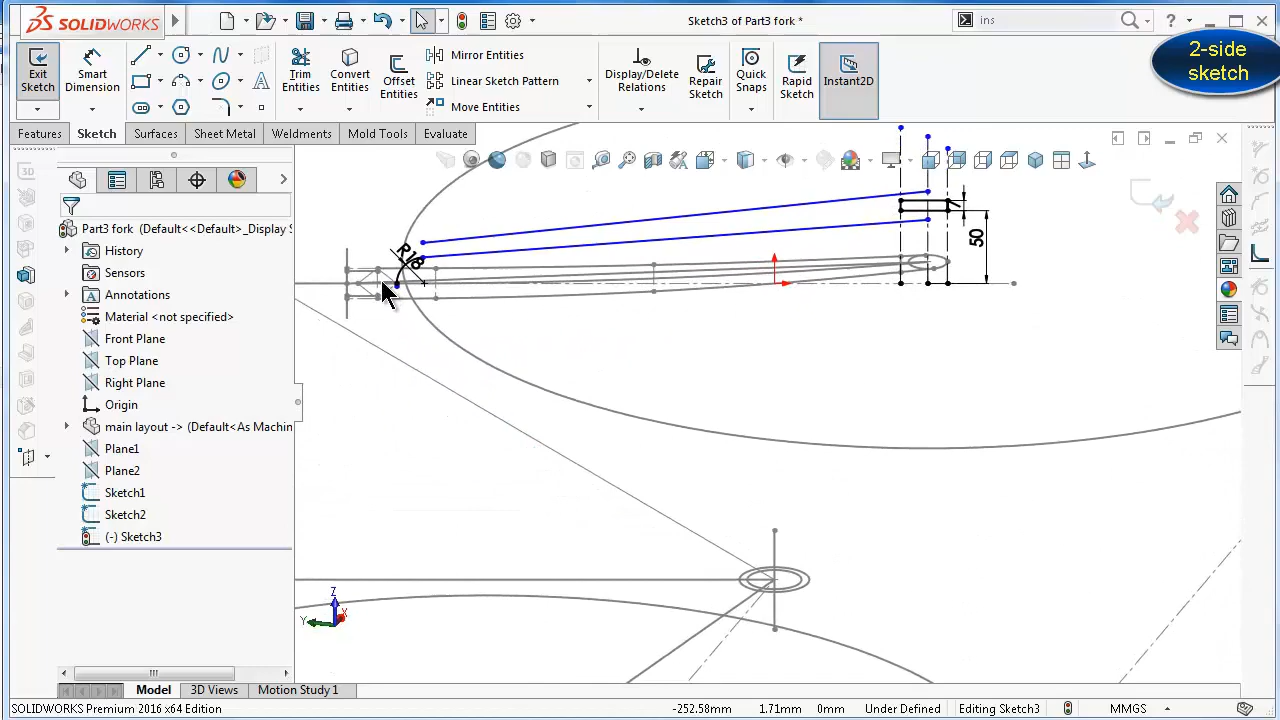 SOLIDWORKS
Sketch3 of Part3 fork *
ins
?
2-side
sketch
Exit
Sketch
Smart
Dimension
Trim
Entities
Convert
Entities
Offset
Entities
Mirror Entities
Linear Sketch Pattern
Move Entities
Display/Delete
Relations
Repair
Sketch
Quick
Snaps
Rapid
Sketch
Instant2D
Features
Sketch
Surfaces
Sheet Metal
Weldments
Mold Tools
Evaluate
Part3 fork (Default<<Default>_Display S
History
Sensors
Annotations
Material <not specified>
Front Plane
Top Plane
Right Plane
Origin
main layout -> (Default<As Machin
Plane1
Plane2
Sketch1
Sketch2
(-) Sketch3
R18
7
50
Z
Y
X
Model
3D Views
Motion Study 1
SOLIDWORKS Premium 2016 x64 Edition
-252.58mm
1.71mm
0mm
Under Defined
Editing Sketch3
MMGS